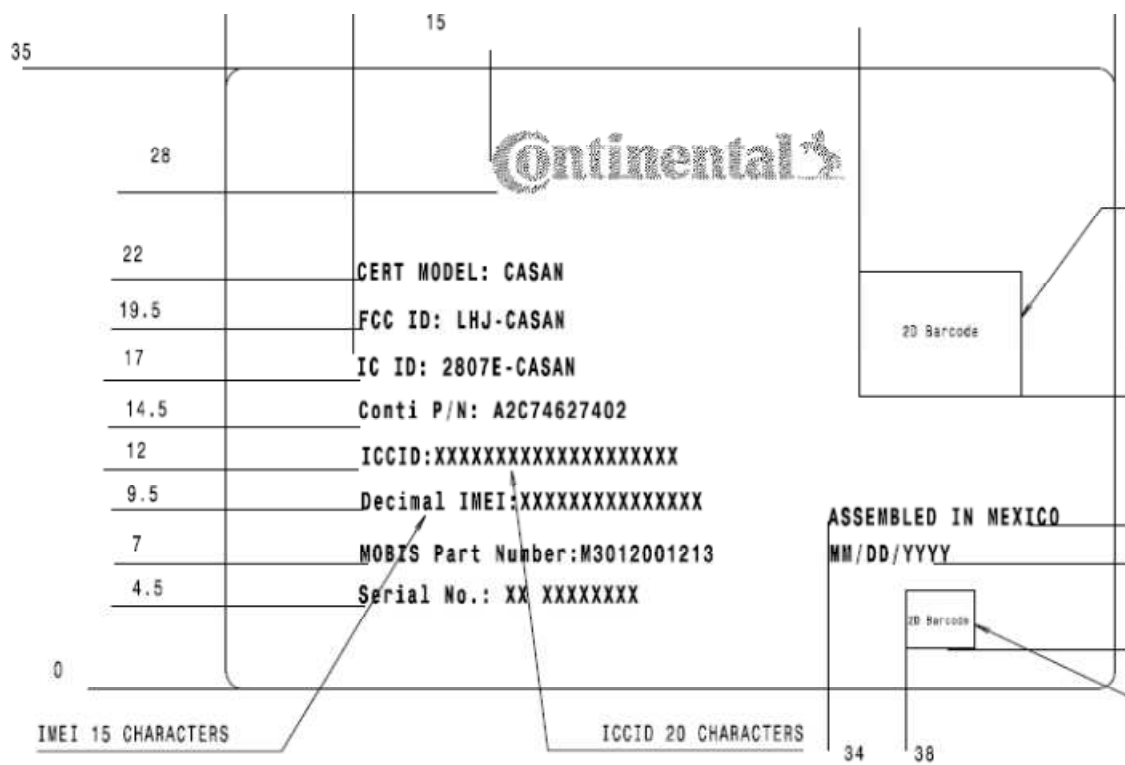 15
35
Continental
28
22
CERT MODEL: CASAN
19.5
FCC ID: LHJ-CASAN
2D Barcode
17
IC ID: 2807E-CASAN
14.5
Conti P/N: A2C74627402
12
ICCID:XXXXXXXXXXXXXXXXXXXX
9.5
Decimal IMEI:XXXXXXXXXXXXXXX
ASSEMBLED IN MEXICO
7
MOBIS Part Number:M3012001213
MM/DD/YYYY
4.5
Serial No.: XX XXXXXXXX
2D Barcode
0
IMEI 15 CHARACTERS
ICCID 20 CHARACTERS
34
38